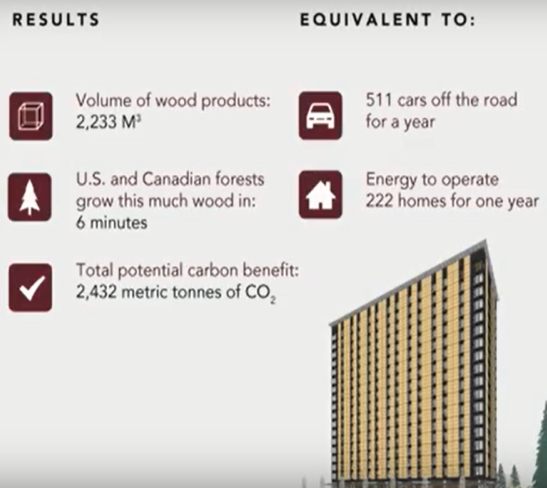 RESULTS
Volume of wood products:
2,233 M³
U.S. and Canadian forests
grow this much wood in:
6 minutes
Total potential carbon benefit:
2,432 metric tonnes of CO₂
EQUIVALENT TO:
511 cars off the road
for a year
Energy to operate
222 homes for one year